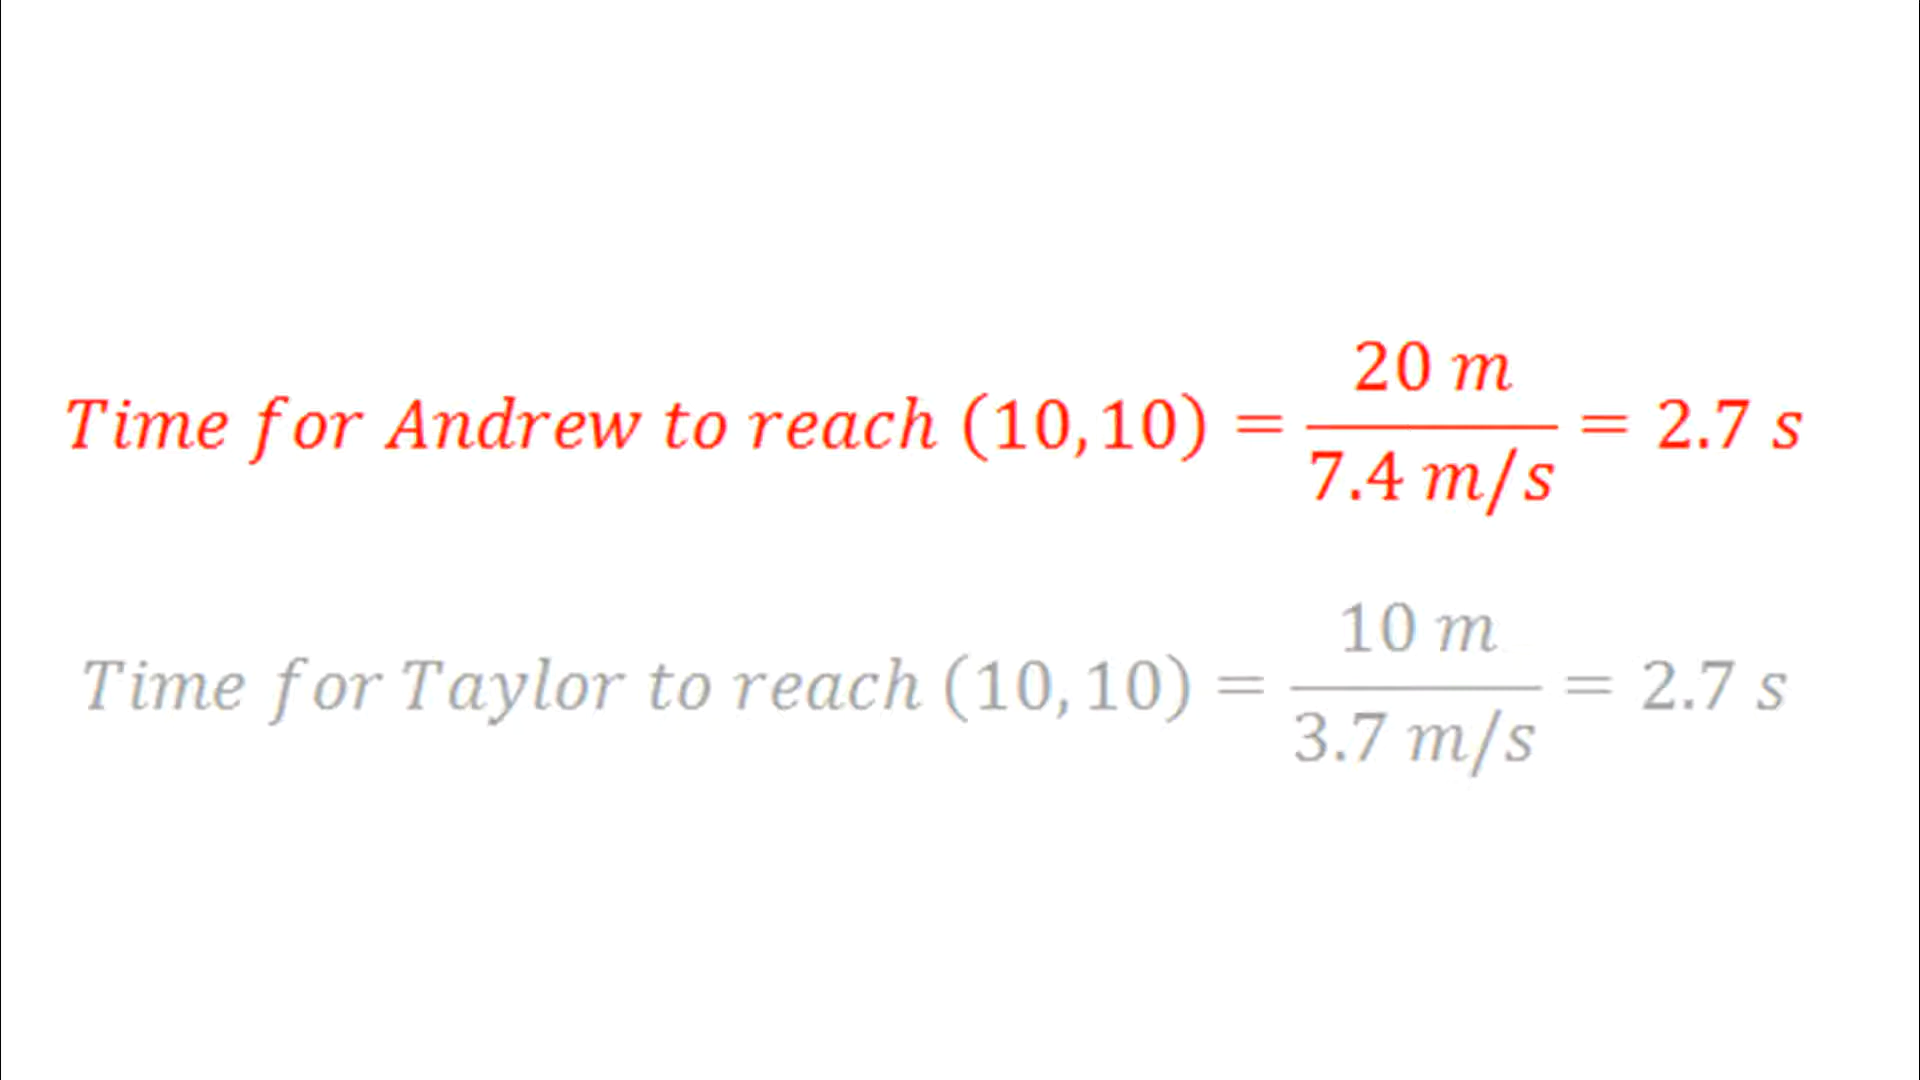 Time for Andrew to reach (10,10) = 20 m / 7.4 m/s = 2.7 s
Time for Taylor to reach (10,10) = 10 m / 3.7 m/s = 2.7 s